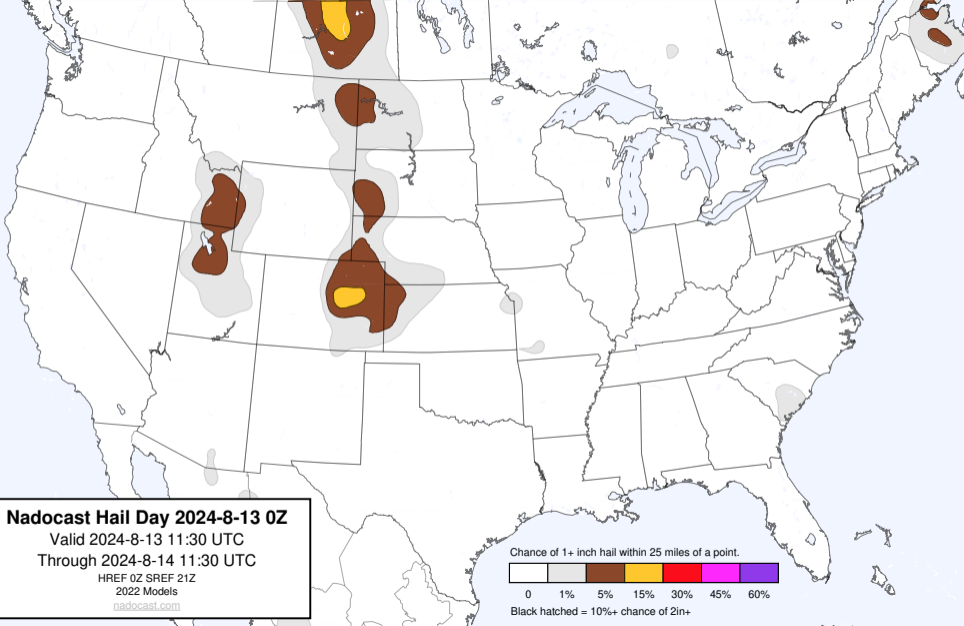 Nadocast Hail Day 2024-8-13 0Z
Valid 2024-8-13 11:30 UTC
Through 2024-8-14 11:30 UTC
HREF 0Z SREF 21Z
2022 Models
nadocast.com
Chance of 1+ inch hail within 25 miles of a point.
0 1% 5% 15% 30% 45% 60%
Black hatched = 10%+ chance of 2in+